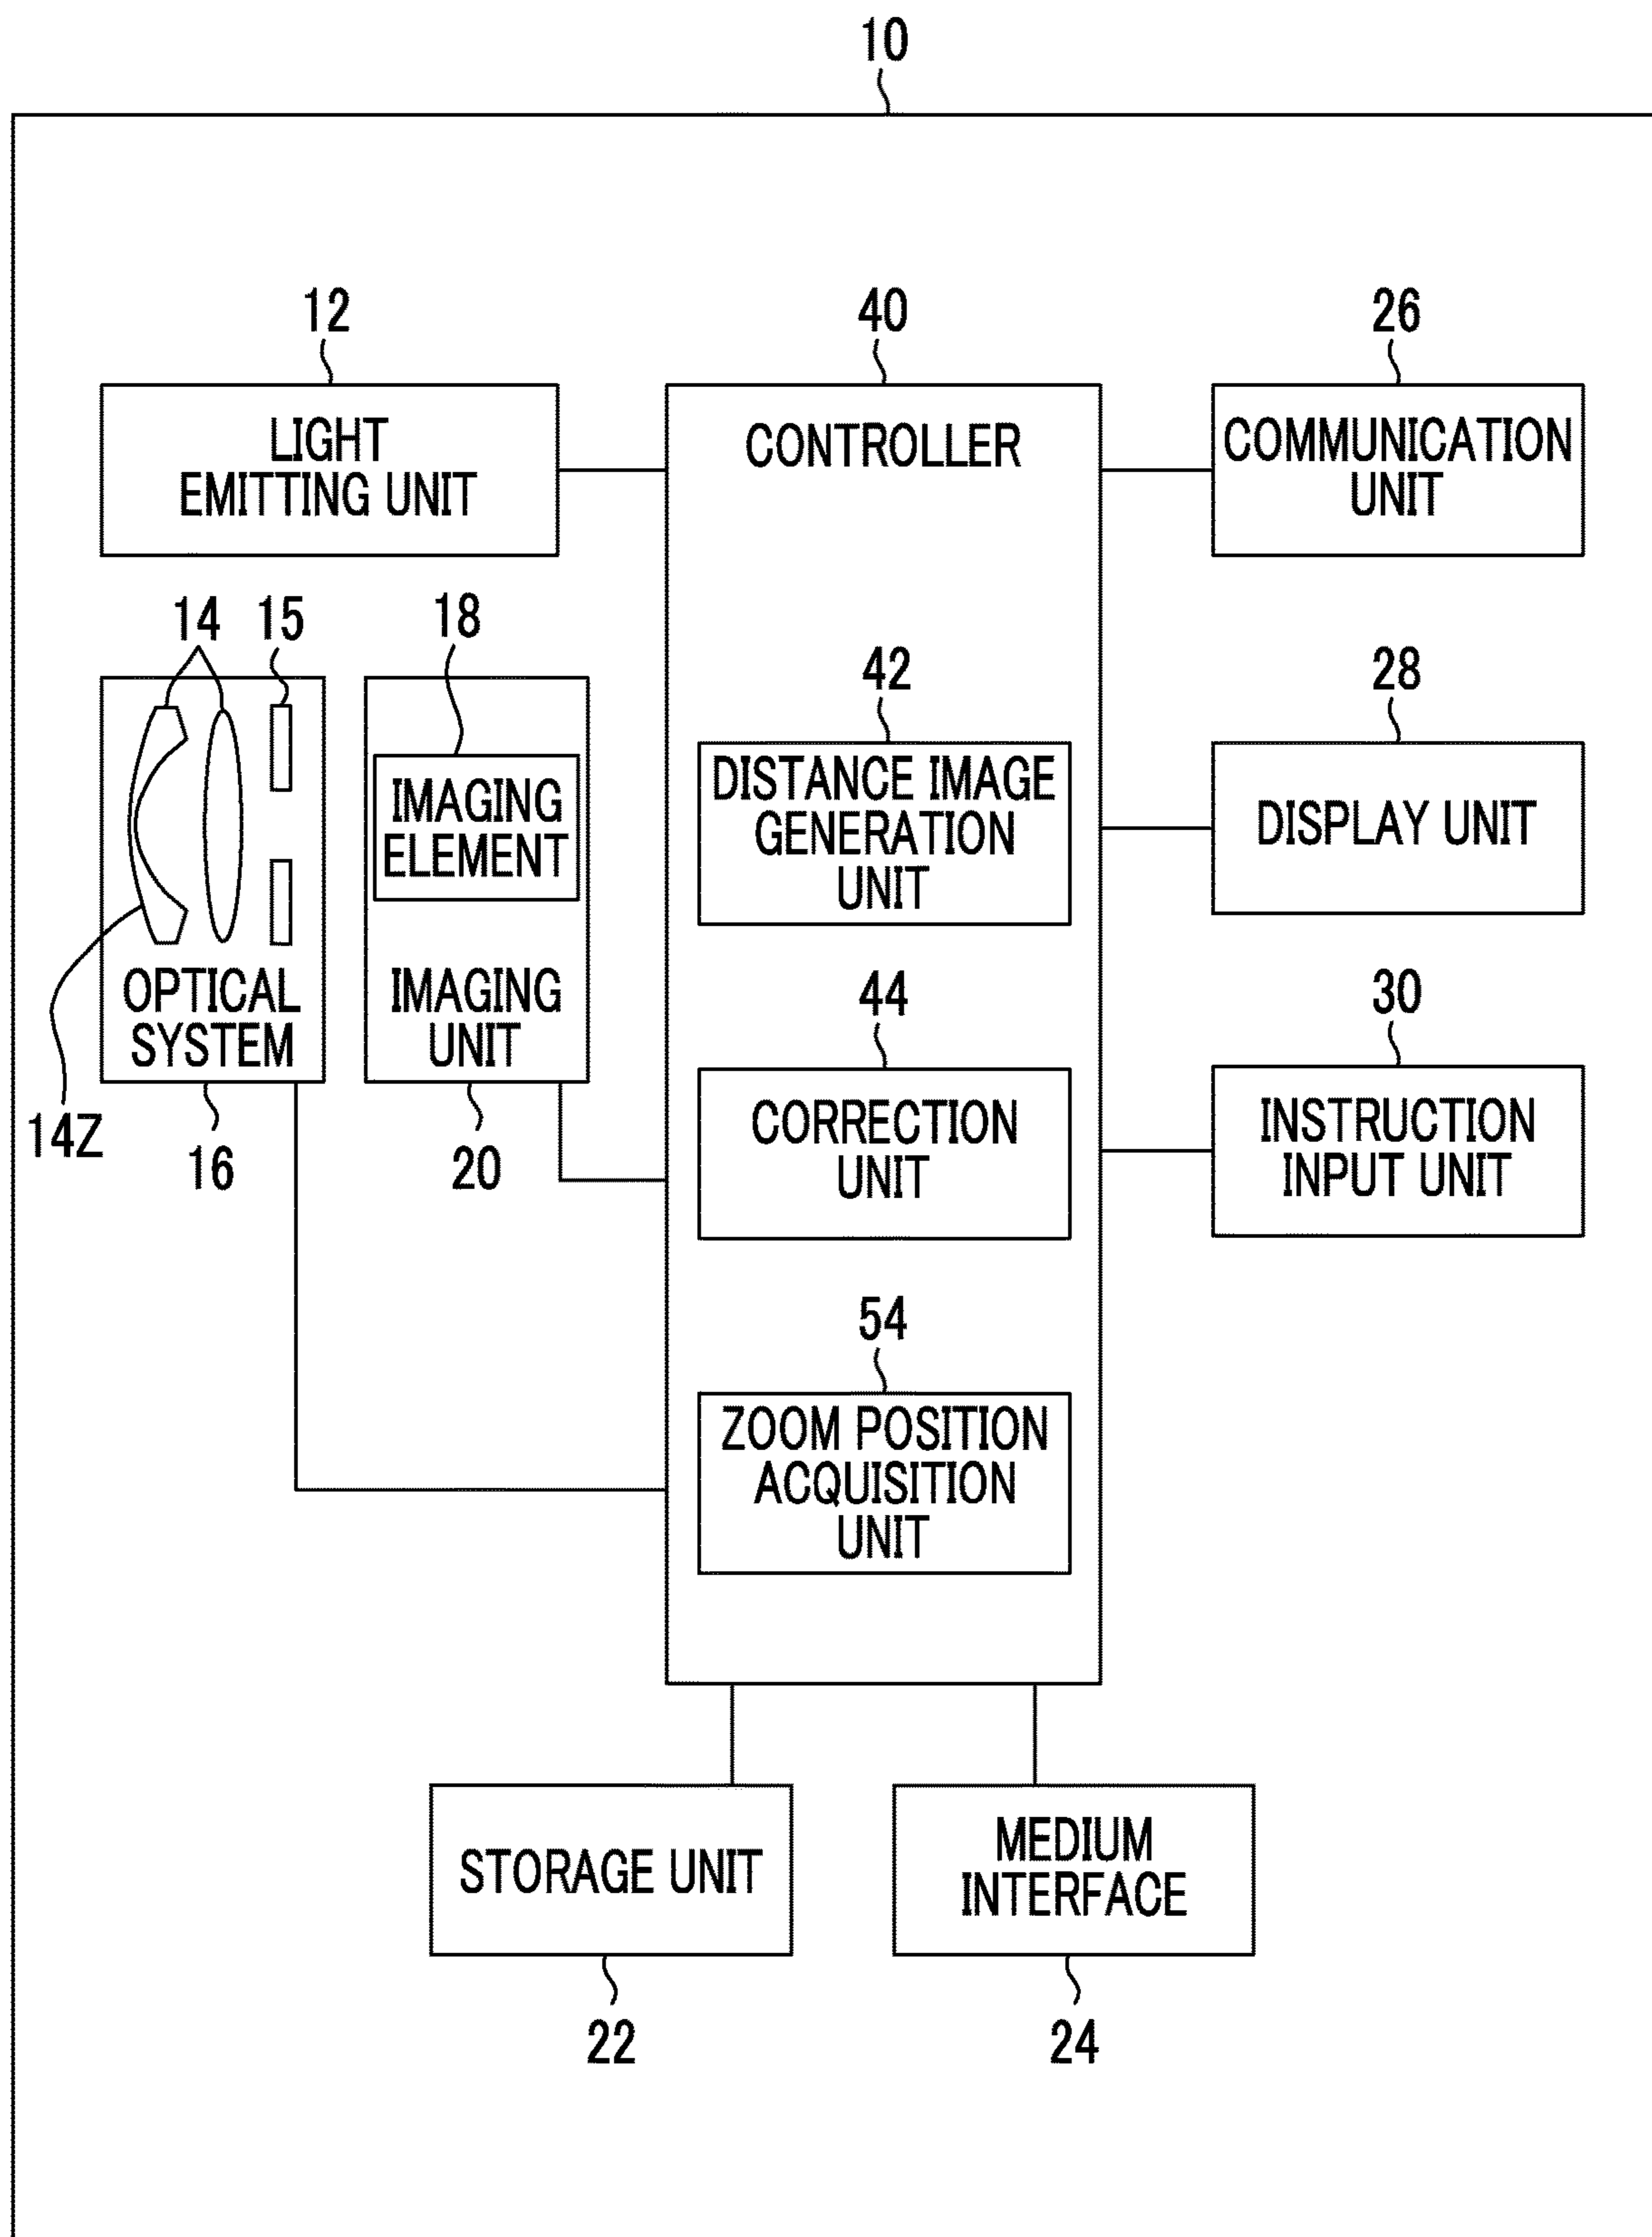 10
12
LIGHT
EMITTING UNIT
40
CONTROLLER
26
COMMUNICATION
UNIT
14
15
14Z
OPTICAL
SYSTEM
16
18
IMAGING
ELEMENT
IMAGING
UNIT
20
42
DISTANCE IMAGE
GENERATION
UNIT
28
DISPLAY UNIT
44
CORRECTION
UNIT
30
INSTRUCTION
INPUT UNIT
54
ZOOM POSITION
ACQUISITION
UNIT
STORAGE UNIT
22
MEDIUM
INTERFACE
24